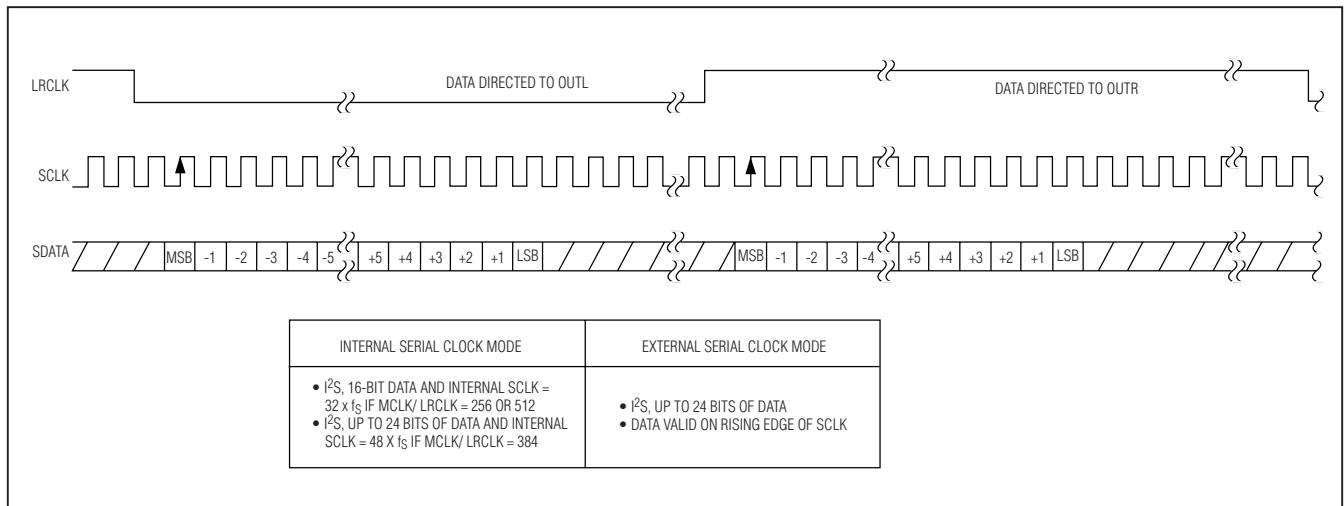 LRCLK
DATA DIRECTED TO OUTL
DATA DIRECTED TO OUTR
SCLK
SDATA
MSB -1 -2 -3 -4 -5 +5 +4 +3 +2 +1 LSB
MSB -1 -2 -3 -4 +5 +4 +3 +2 +1 LSB
INTERNAL SERIAL CLOCK MODE
• I²S, 16-BIT DATA AND INTERNAL SCLK =
32 x fS IF MCLK/ LRCLK = 256 OR 512
• I²S, UP TO 24 BITS OF DATA AND INTERNAL
SCLK = 48 X fS IF MCLK/ LRCLK = 384
EXTERNAL SERIAL CLOCK MODE
• I²S, UP TO 24 BITS OF DATA
• DATA VALID ON RISING EDGE OF SCLK